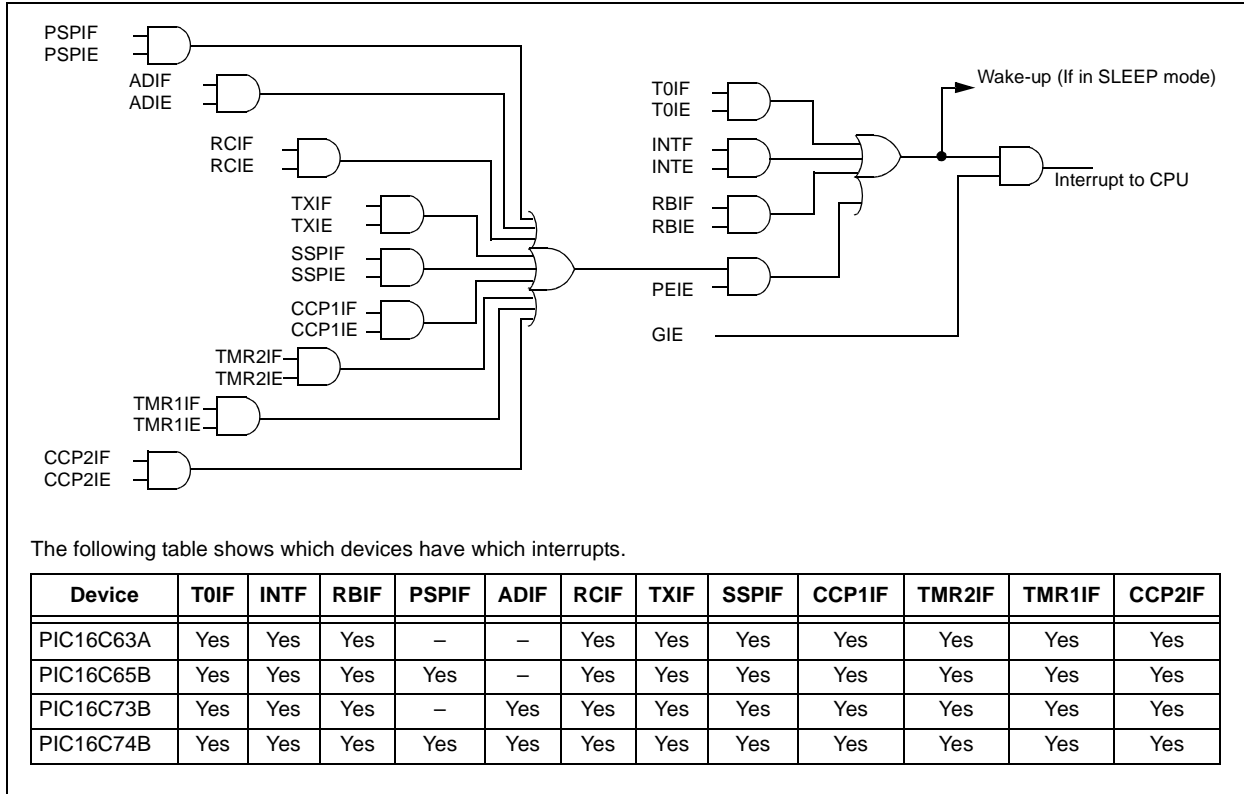 PSPIF
PSPIE
ADIF
ADIE
RCIF
RCIE
TXIF
TXIE
SSPIF
SSPIE
CCP1IF
CCP1IE
TMR2IF
TMR2IE
TMR1IF
TMR1IE
CCP2IF
CCP2IE
T0IF
T0IE
INTF
INTE
RBIF
RBIE
PEIE
GIE
Wake-up (If in SLEEP mode)
Interrupt to CPU
The following table shows which devices have which interrupts.
Device T0IF INTF RBIF PSPIF ADIF RCIF TXIF SSPIF CCP1IF TMR2IF TMR1IF CCP2IF
PIC16C63A Yes Yes Yes – – Yes Yes Yes Yes Yes Yes Yes
PIC16C65B Yes Yes Yes Yes – Yes Yes Yes Yes Yes Yes Yes
PIC16C73B Yes Yes Yes – Yes Yes Yes Yes Yes Yes Yes Yes
PIC16C74B Yes Yes Yes Yes Yes Yes Yes Yes Yes Yes Yes Yes